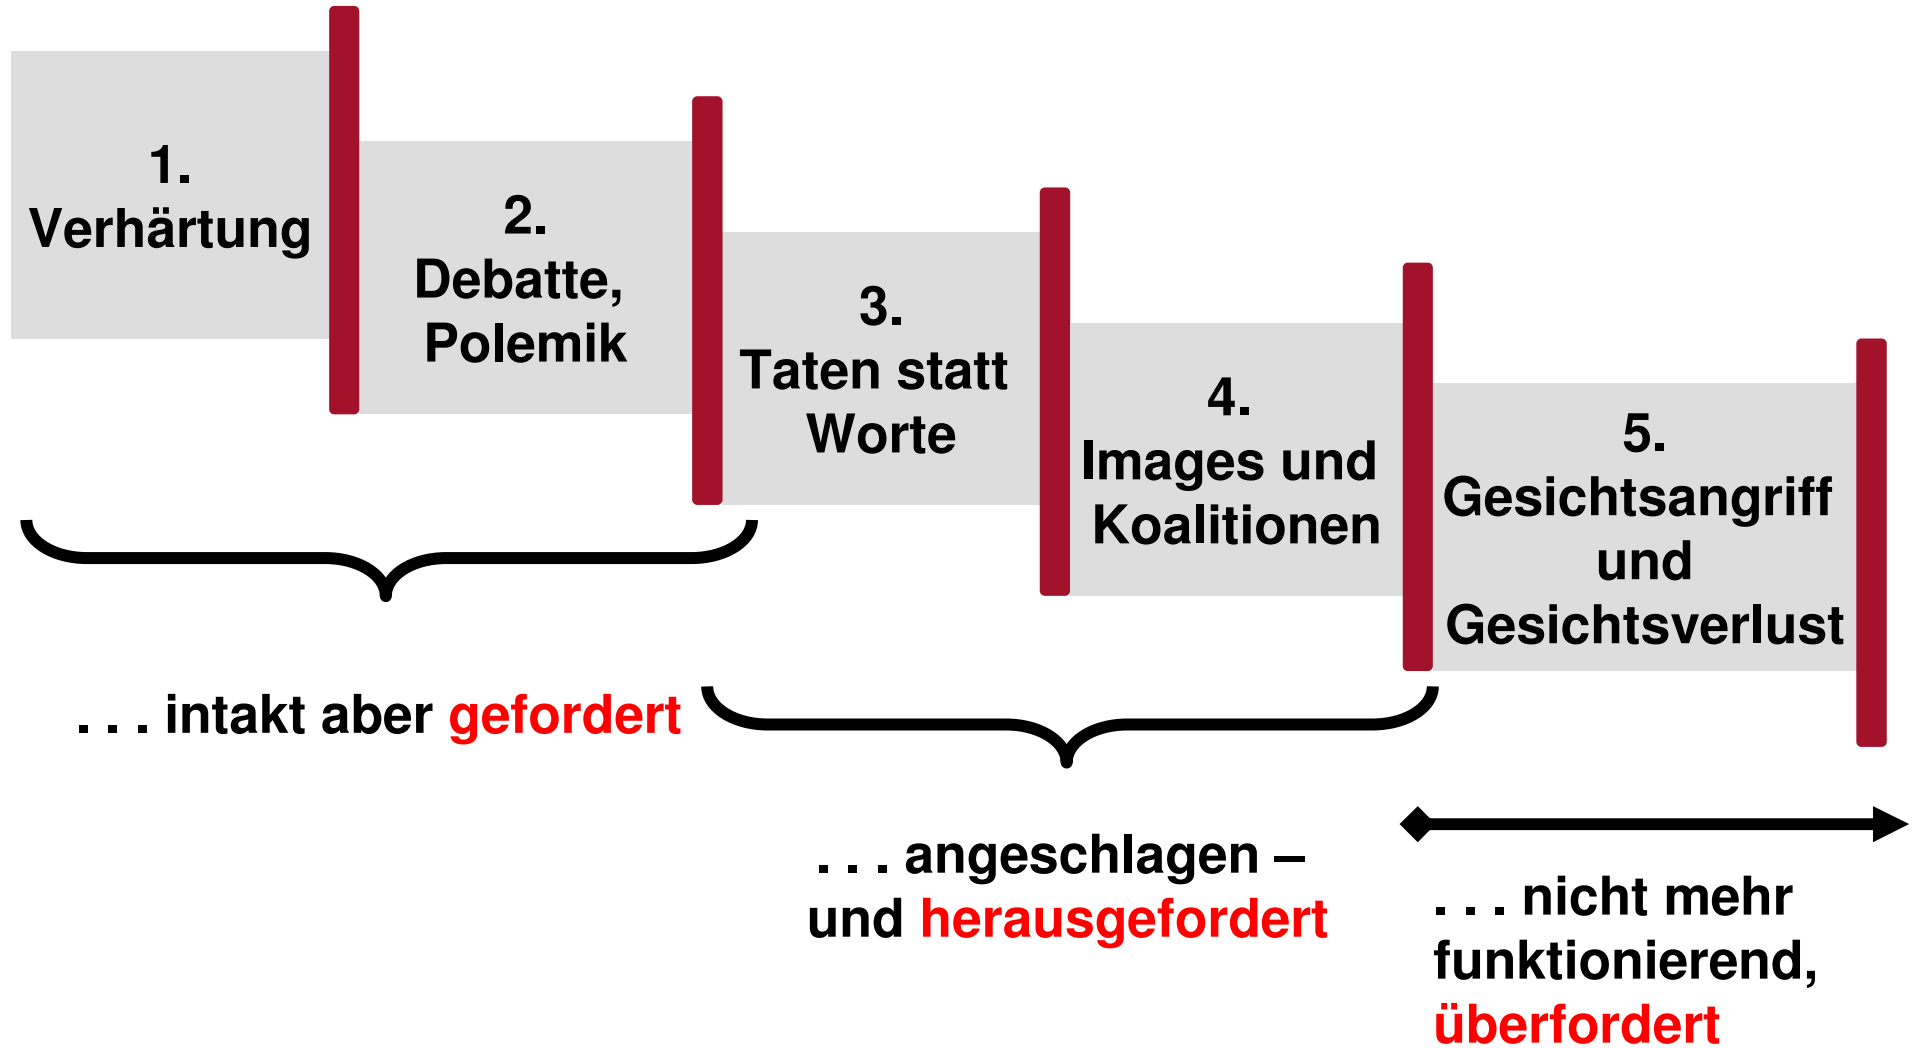 1.
Verhärtung
2.
Debatte,
Polemik
3.
Taten statt
Worte
4.
Images und
Koalitionen
5.
Gesichtsangriff
und
Gesichtsverlust
. . . intakt aber gefordert
. . . angeschlagen –
und herausgefordert
. . . nicht mehr
funktionierend,
überfordert